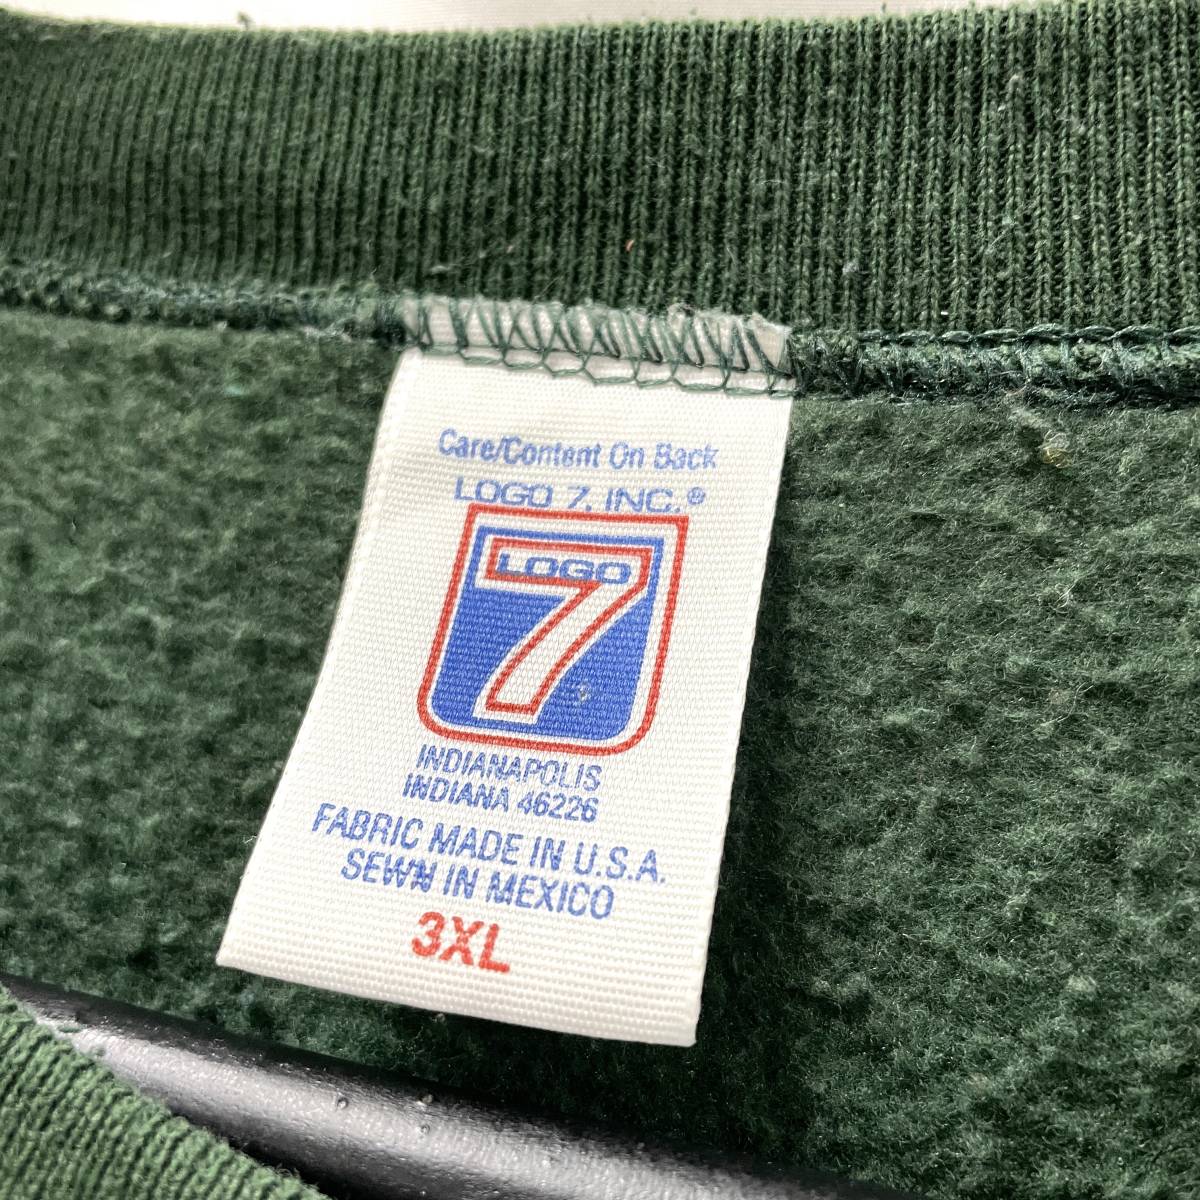 Care/Content On Back
LOGO 7, INC.®
LOGO
7
INDIANAPOLIS
INDIANA 46226
FABRIC MADE IN U.S.A.
SEWN IN MEXICO
3XL